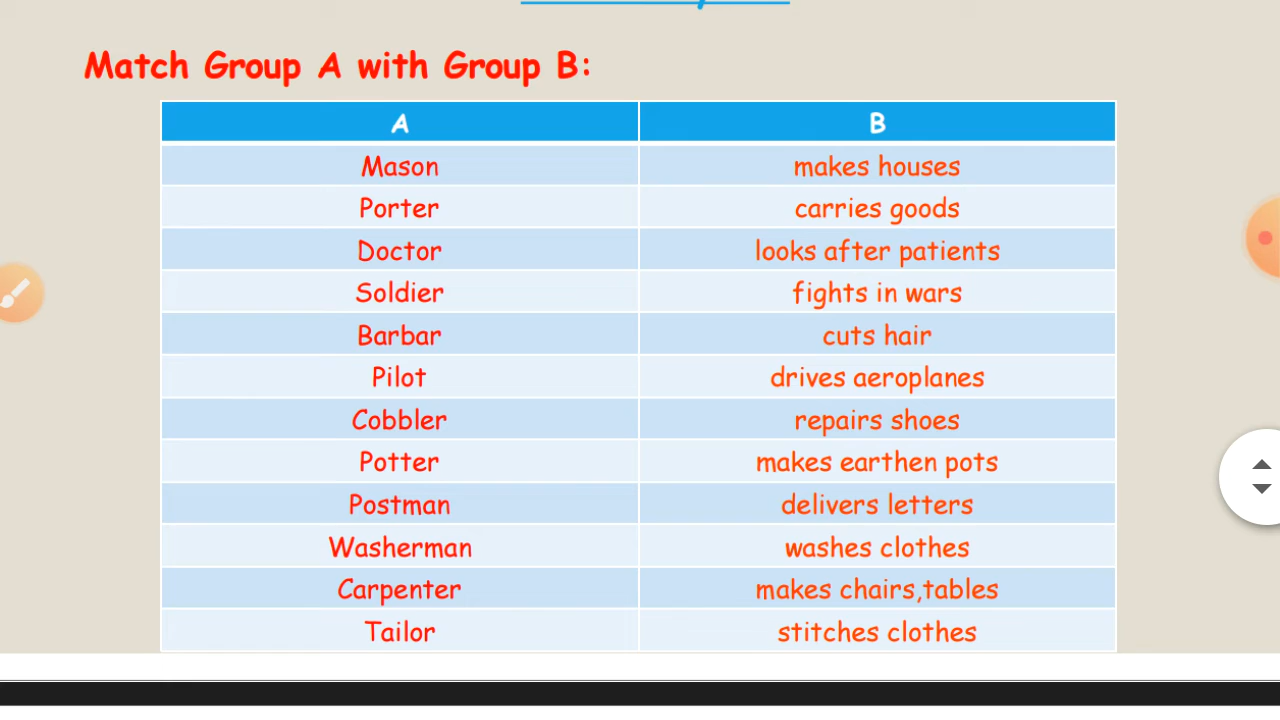 Match Group A with Group B:
A B
Mason makes houses
Porter carries goods
Doctor looks after patients
Soldier fights in wars
Barbar cuts hair
Pilot drives aeroplanes
Cobbler repairs shoes
Potter makes earthen pots
Postman delivers letters
Washerman washes clothes
Carpenter makes chairs,tables
Tailor stitches clothes